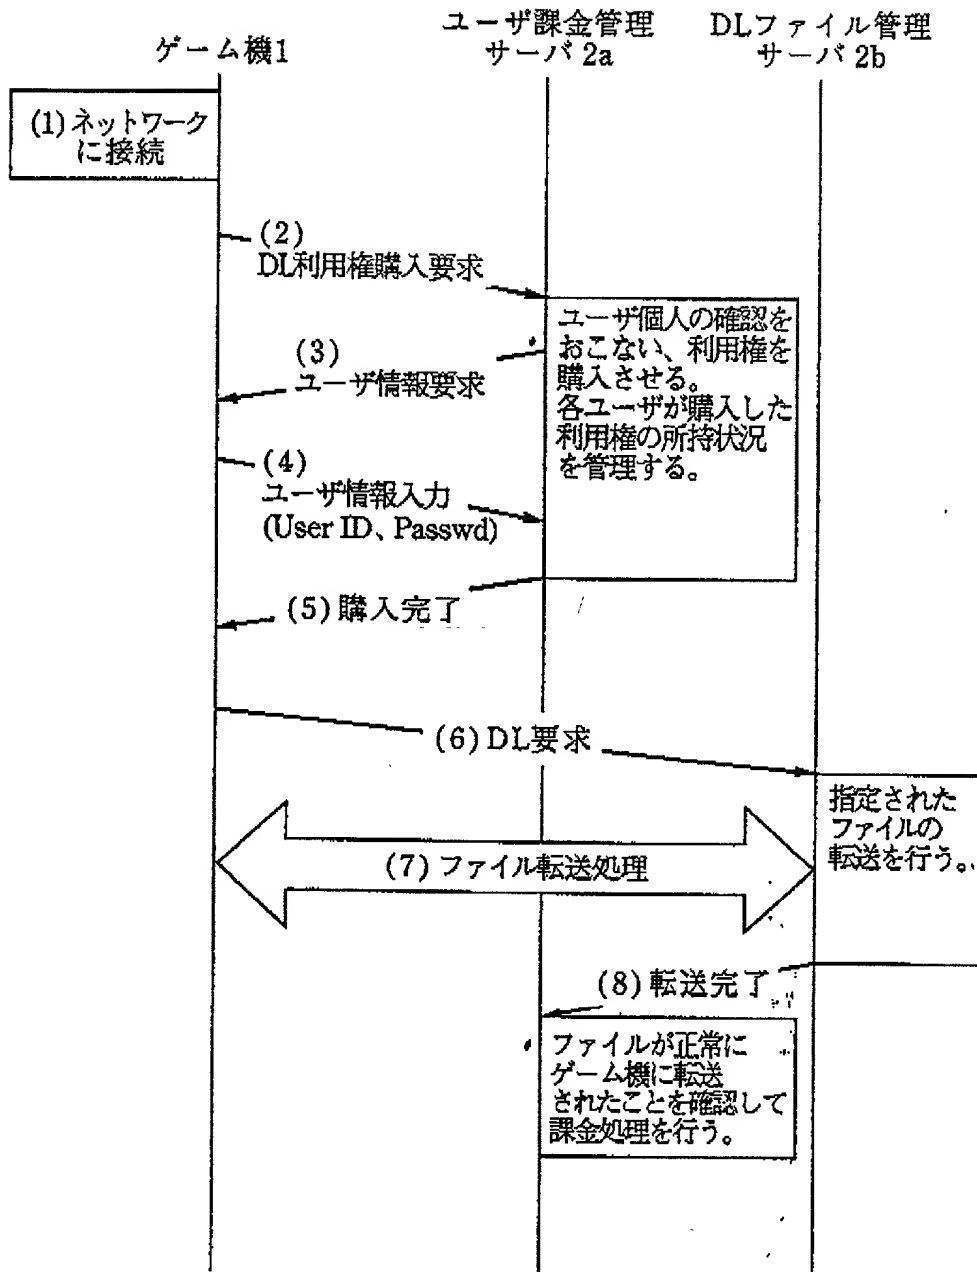 ゲーム機1
ユーザ課金管理
サーバ 2a
DLファイル管理
サーバ 2b
(1)ネットワーク
に接続
(2)
DL利用権購入要求
ユーザ個人の確認を
おこない、利用権を
購入させる。
各ユーザが購入した
利用権の所持状況
を管理する。
(3)
ユーザ情報要求
(4)
ユーザ情報入力
(User ID、Passwd)
(5)購入完了
(6)DL要求
指定された
ファイルの
転送を行う。
(7)ファイル転送処理
(8)転送完了
ファイルが正常に
ゲーム機に転送
されたことを確認して
課金処理を行う。